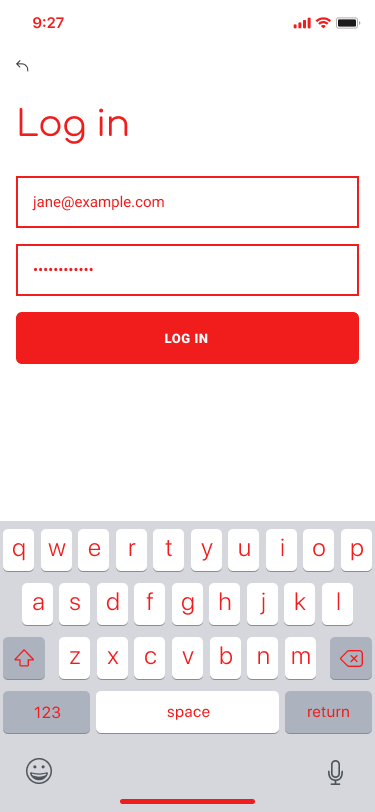 9:27
Log in
jane@example.com
••••••••••••
LOG IN
q w e r t y u i o p
a s d f g h j k l
z x c v b n m
123 space return